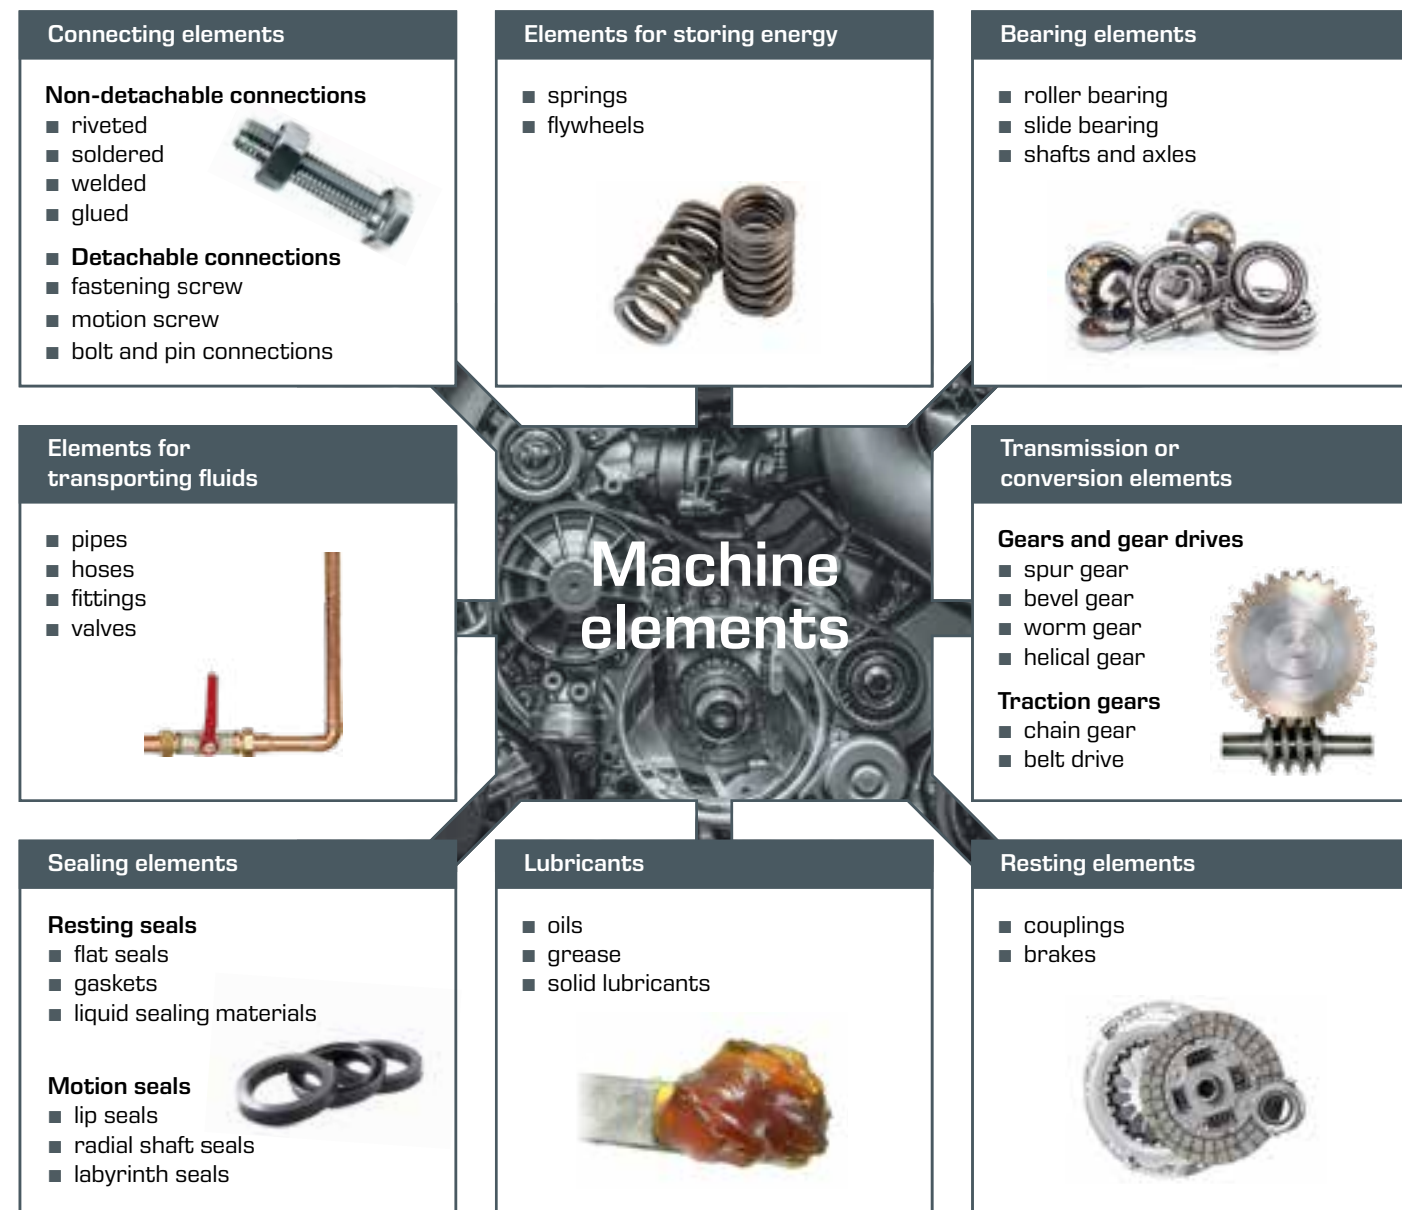 Connecting elements
Non-detachable connections
■ riveted
■ soldered
■ welded
■ glued
■ Detachable connections
■ fastening screw
■ motion screw
■ bolt and pin connections
Elements for storing energy
■ springs
■ flywheels
Bearing elements
■ roller bearing
■ slide bearing
■ shafts and axles
Elements for
transporting fluids
■ pipes
■ hoses
■ fittings
■ valves
Machine
elements
Transmission or
conversion elements
Gears and gear drives
■ spur gear
■ bevel gear
■ worm gear
■ helical gear
Traction gears
■ chain gear
■ belt drive
Sealing elements
Resting seals
■ flat seals
■ gaskets
■ liquid sealing materials
Motion seals
■ lip seals
■ radial shaft seals
■ labyrinth seals
Lubricants
■ oils
■ grease
■ solid lubricants
Resting elements
■ couplings
■ brakes